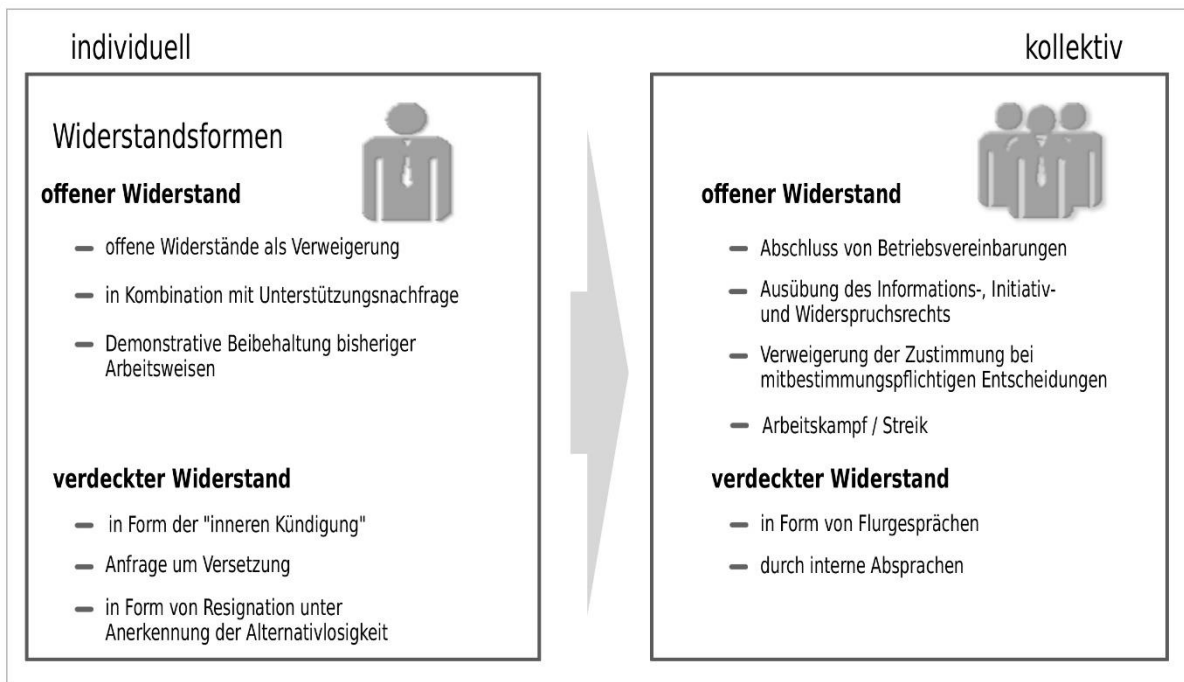 individuell
Widerstandsformen
offener Widerstand
– offene Widerstände als Verweigerung
– in Kombination mit Unterstützungsnachfrage
– Demonstrative Beibehaltung bisheriger
Arbeitsweisen
verdeckter Widerstand
– in Form der "inneren Kündigung"
– Anfrage um Versetzung
– in Form von Resignation unter
Anerkennung der Alternativlosigkeit
kollektiv
offener Widerstand
– Abschluss von Betriebsvereinbarungen
– Ausübung des Informations-, Initiativ-
und Widerspruchsrechts
– Verweigerung der Zustimmung bei
mitbestimmungspflichtigen Entscheidungen
– Arbeitskampf / Streik
verdeckter Widerstand
– in Form von Flurgesprächen
– durch interne Absprachen